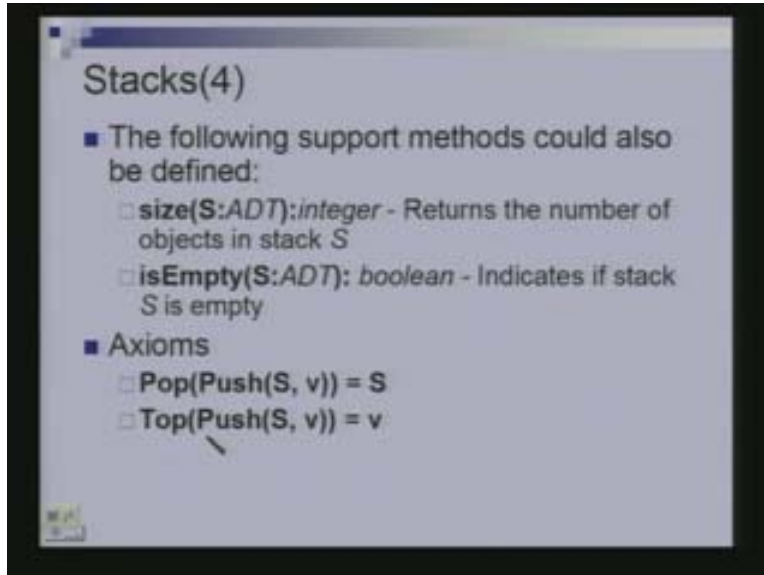 Stacks(4)
The following support methods could also
be defined:
size(S:ADT):integer - Returns the number of
objects in stack S
isEmpty(S:ADT): boolean - Indicates if stack
S is empty
Axioms
Pop(Push(S, v)) = S
Top(Push(S, v)) = v